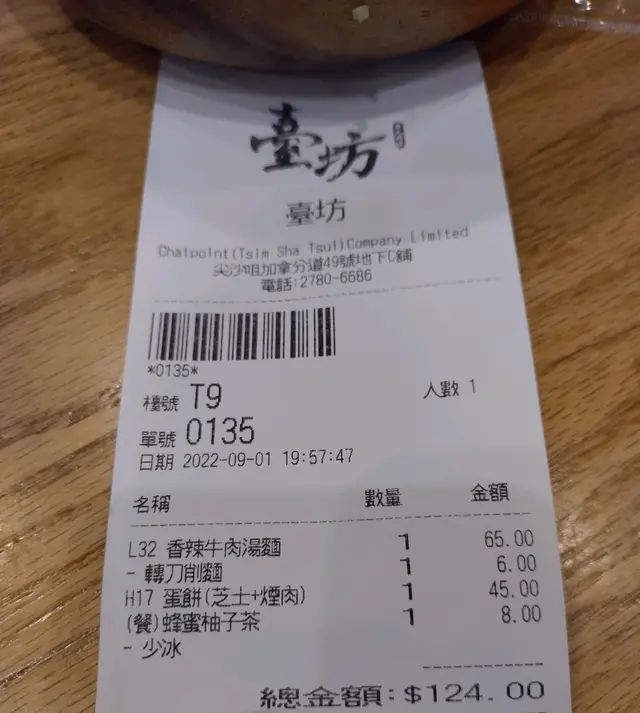 臺坊
臺坊
Chatpoint(Tsim Sha Tsui)Company Limited
尖沙咀加拿分道49號地下C舖
電話:2780-6686
*0135*
檯號 T9
人數 1
單號 0135
日期 2022-09-01 19:57:47
名稱 數量 金額
L32 香辣牛肉湯麵 1 65.00
- 轉刀削麵 1 6.00
H17 蛋餅(芝士+煙肉) 1 45.00
(餐)蜂蜜柚子茶 1 8.00
- 少冰
總金額:$124.00